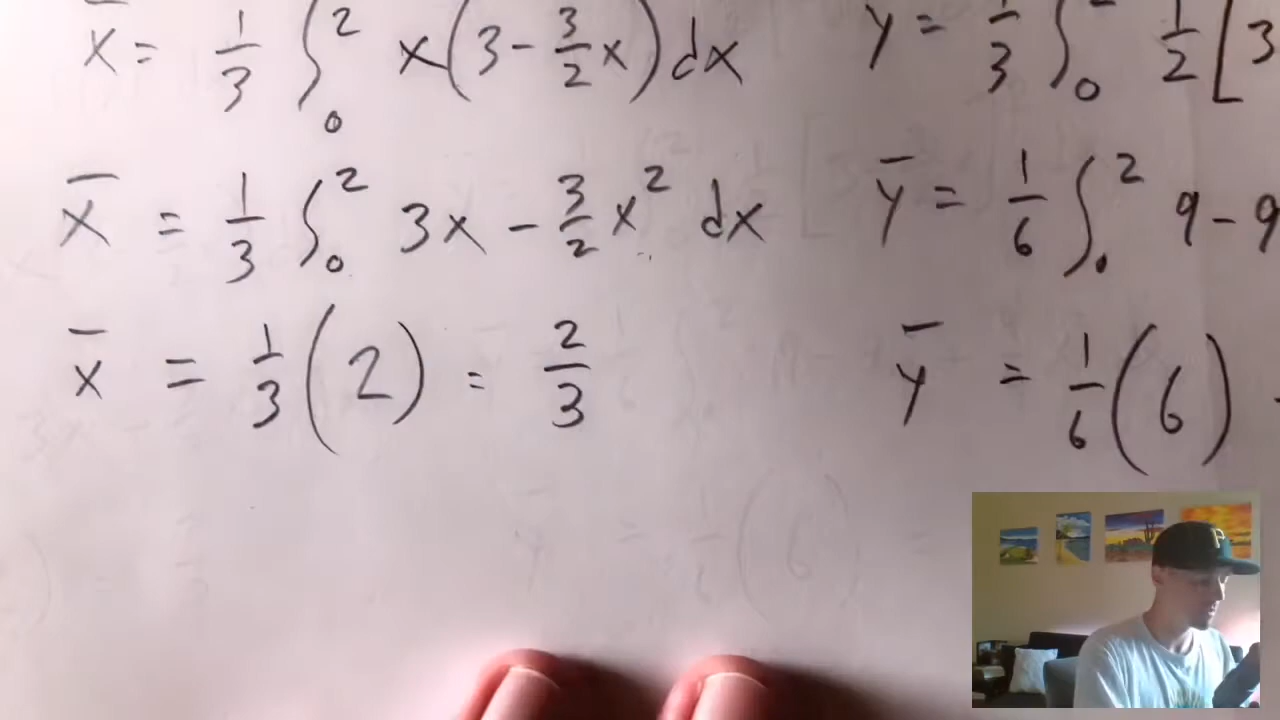 x̄ = 1/3 ∫₀² x(3 - 3/2 x) dx
y = 1/3 ∫₀ 1/2 [3
x̄ = 1/3 ∫₀² 3x - 3/2 x² dx
ȳ = 1/6 ∫₀² 9 - 9
x̄ = 1/3 (2) = 2/3
ȳ = 1/6 (6)